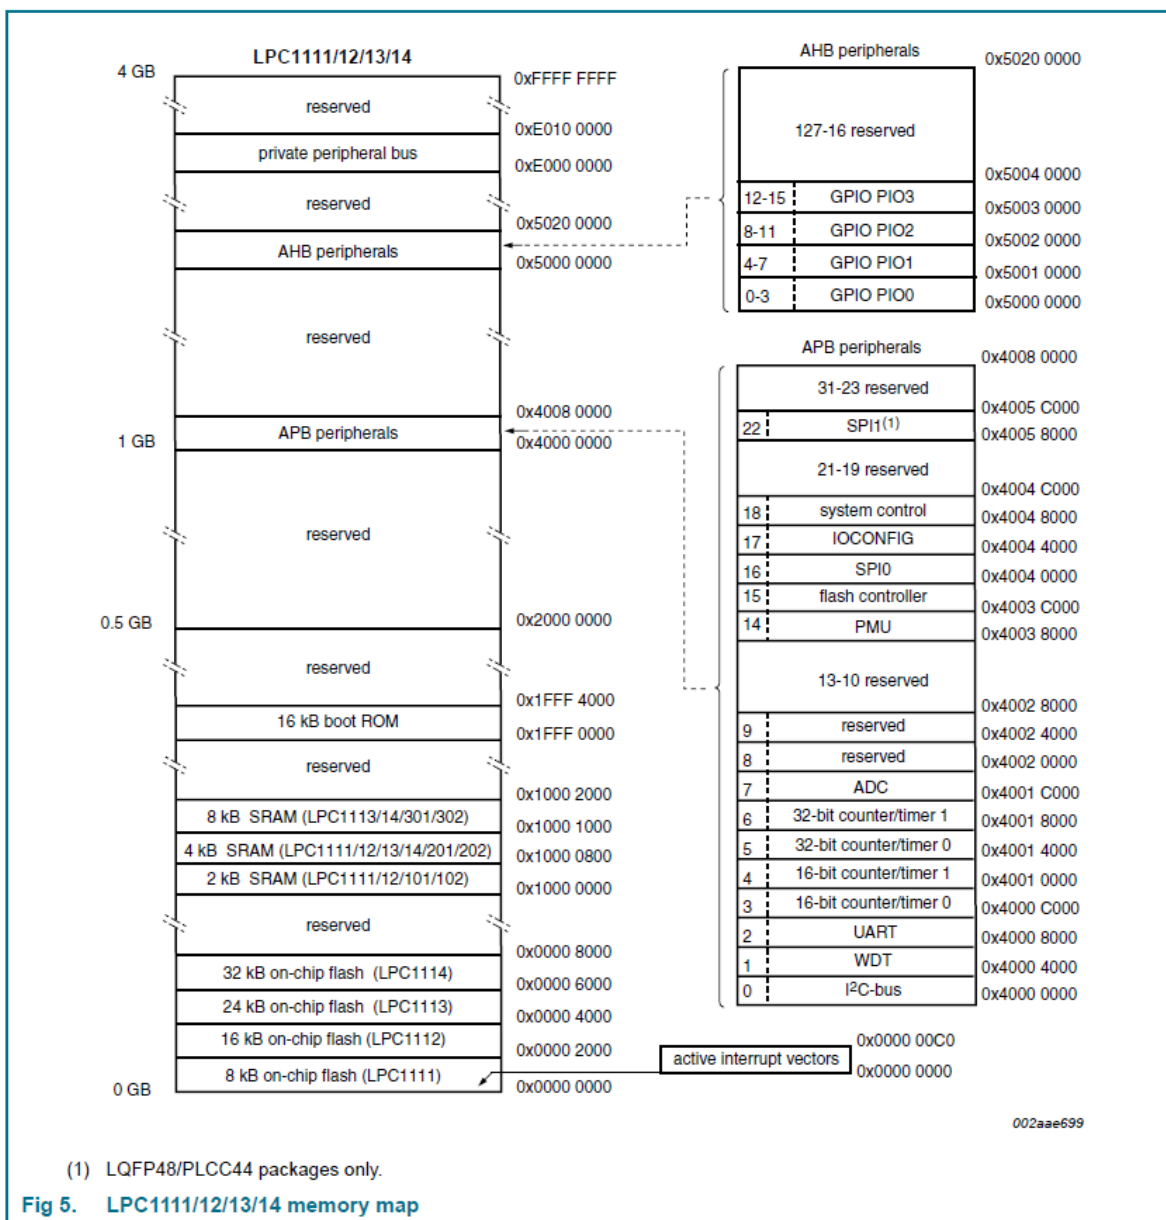 LPC1111/12/13/14
4 GB
0xFFFF FFFF
reserved
0xE010 0000
private peripheral bus
0xE000 0000
reserved
0x5020 0000
AHB peripherals
0x5000 0000
reserved
0x4008 0000
APB peripherals
1 GB
0x4000 0000
reserved
0.5 GB
0x2000 0000
reserved
0x1FFF 4000
16 kB boot ROM
0x1FFF 0000
reserved
0x1000 2000
8 kB SRAM (LPC1113/14/301/302)
0x1000 1000
4 kB SRAM (LPC1111/12/13/14/201/202)
0x1000 0800
2 kB SRAM (LPC1111/12/101/102)
0x1000 0000
reserved
0x0000 8000
32 kB on-chip flash (LPC1114)
0x0000 6000
24 kB on-chip flash (LPC1113)
0x0000 4000
16 kB on-chip flash (LPC1112)
0x0000 2000
8 kB on-chip flash (LPC1111)
0 GB
0x0000 0000
AHB peripherals
0x5020 0000
127-16 reserved
0x5004 0000
12-15 GPIO PIO3
0x5003 0000
8-11 GPIO PIO2
0x5002 0000
4-7 GPIO PIO1
0x5001 0000
0-3 GPIO PIO0
0x5000 0000
APB peripherals
0x4008 0000
31-23 reserved
0x4005 C000
22 SPI1(1)
0x4005 8000
21-19 reserved
0x4004 C000
18 system control
0x4004 8000
17 IOCONFIG
0x4004 4000
16 SPI0
0x4004 0000
15 flash controller
0x4003 C000
14 PMU
0x4003 8000
13-10 reserved
0x4002 8000
9 reserved
0x4002 4000
8 reserved
0x4002 0000
7 ADC
0x4001 C000
6 32-bit counter/timer 1
0x4001 8000
5 32-bit counter/timer 0
0x4001 4000
4 16-bit counter/timer 1
0x4001 0000
3 16-bit counter/timer 0
0x4000 C000
2 UART
0x4000 8000
1 WDT
0x4000 4000
0 I²C-bus
0x4000 0000
0x0000 00C0
active interrupt vectors
0x0000 0000
002aae699
(1) LQFP48/PLCC44 packages only.
Fig 5. LPC1111/12/13/14 memory map